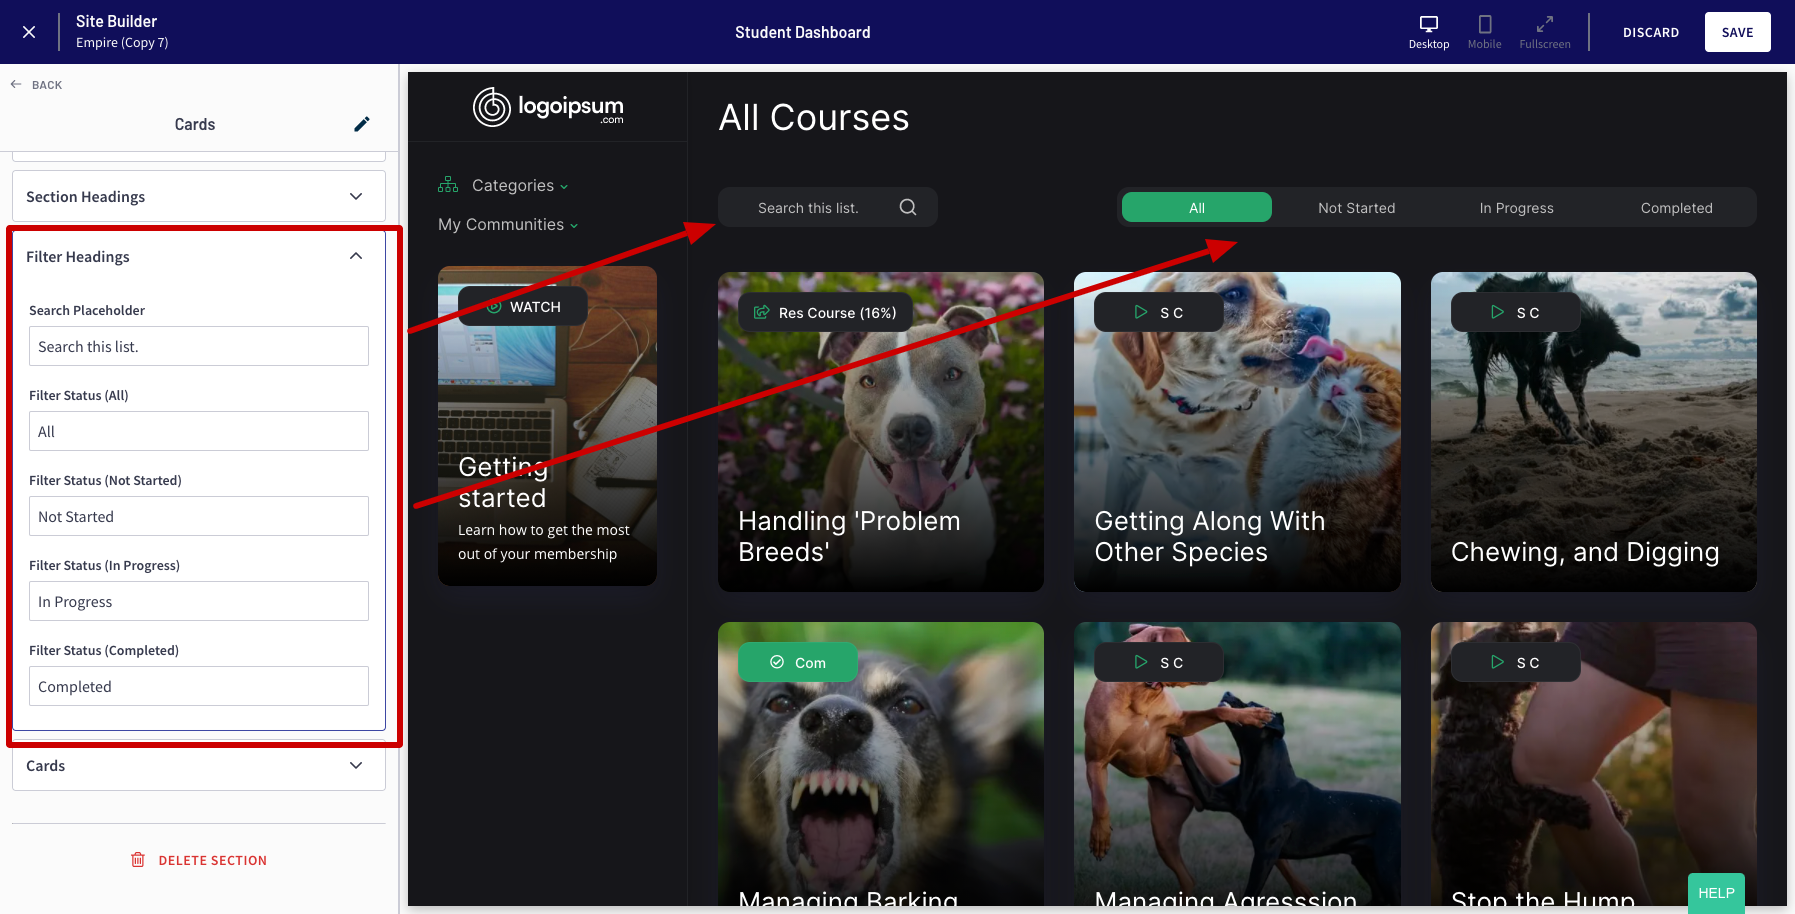 Site Builder
Empire (Copy 7)
Student Dashboard
Desktop
Mobile
Fullscreen
DISCARD
SAVE
BACK
Cards
Section Headings
Filter Headings
Search Placeholder
Search this list.
Filter Status (All)
All
Filter Status (Not Started)
Not Started
Filter Status (In Progress)
In Progress
Filter Status (Completed)
Completed
Cards
DELETE SECTION
logoipsum
.com
Categories
My Communities
WATCH
Getting
started
Learn how to get the most
out of your membership
All Courses
Search this list.
All
Not Started
In Progress
Completed
Res Course (16%)
Handling 'Problem
Breeds'
S C
Getting Along With
Other Species
S C
Chewing, and Digging
Com
Managing Barking
S C
Managing Agresssion
S C
Stop the Hump
HELP